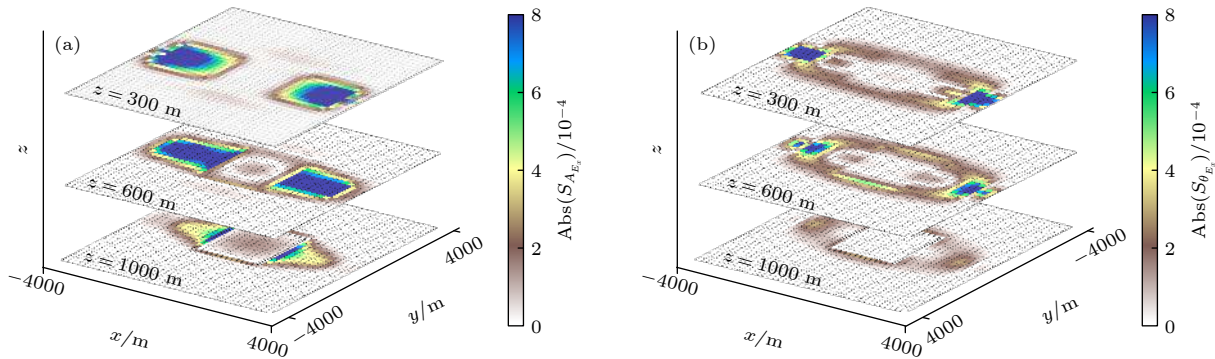 (a)
z
z = 300 m
z = 600 m
z = 1000 m
−4000
x/m
4000
−4000
y/m
4000
8
6
4
2
0
Abs(S_{A_{E_x}})/10^{−4}
(b)
z
z = 300 m
z = 600 m
z = 1000 m
−4000
x/m
4000
4000
y/m
−4000
8
6
4
2
0
Abs(S_{θ_{E_x}})/10^{−4}